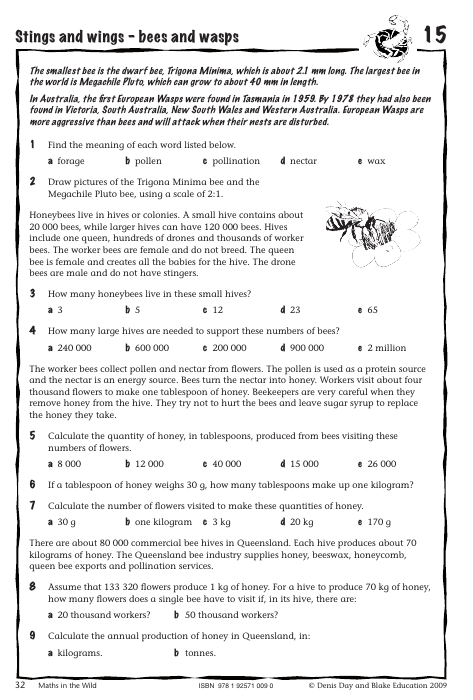 Stings and wings – bees and wasps
15
The smallest bee is the dwarf bee, Trigona Minima, which is about 2.1 mm long. The largest bee in
the world is Megachile Pluto, which can grow to about 40 mm in length.
In Australia, the first European Wasps were found in Tasmania in 1959. By 1978 they had also been
found in Victoria, South Australia, New South Wales and Western Australia. European Wasps are
more aggressive than bees and will attack when their nests are disturbed.
1 Find the meaning of each word listed below.
a forage b pollen c pollination d nectar e wax
2 Draw pictures of the Trigona Minima bee and the
Megachile Pluto bee, using a scale of 2:1.
Honeybees live in hives or colonies. A small hive contains about
20 000 bees, while larger hives can have 120 000 bees. Hives
include one queen, hundreds of drones and thousands of worker
bees. The worker bees are female and do not breed. The queen
bee is female and creates all the babies for the hive. The drone
bees are male and do not have stingers.
3 How many honeybees live in these small hives?
a 3 b 5 c 12 d 23 e 65
4 How many large hives are needed to support these numbers of bees?
a 240 000 b 600 000 c 200 000 d 900 000 e 2 million
The worker bees collect pollen and nectar from flowers. The pollen is used as a protein source
and the nectar is an energy source. Bees turn the nectar into honey. Workers visit about four
thousand flowers to make one tablespoon of honey. Beekeepers are very careful when they
remove honey from the hive. They try not to hurt the bees and leave sugar syrup to replace
the honey they take.
5 Calculate the quantity of honey, in tablespoons, produced from bees visiting these
numbers of flowers.
a 8 000 b 12 000 c 40 000 d 15 000 e 26 000
6 If a tablespoon of honey weighs 30 g, how many tablespoons make up one kilogram?
7 Calculate the number of flowers visited to make these quantities of honey.
a 30 g b one kilogram c 3 kg d 20 kg e 170 g
There are about 80 000 commercial bee hives in Queensland. Each hive produces about 70
kilograms of honey. The Queensland bee industry supplies honey, beeswax, honeycomb,
queen bee exports and pollination services.
8 Assume that 133 320 flowers produce 1 kg of honey. For a hive to produce 70 kg of honey,
how many flowers does a single bee have to visit if, in its hive, there are:
a 20 thousand workers? b 50 thousand workers?
9 Calculate the annual production of honey in Queensland, in:
a kilograms. b tonnes.
32 Maths in the Wild ISBN 978 1 92571 009 0 © Denis Day and Blake Education 2009